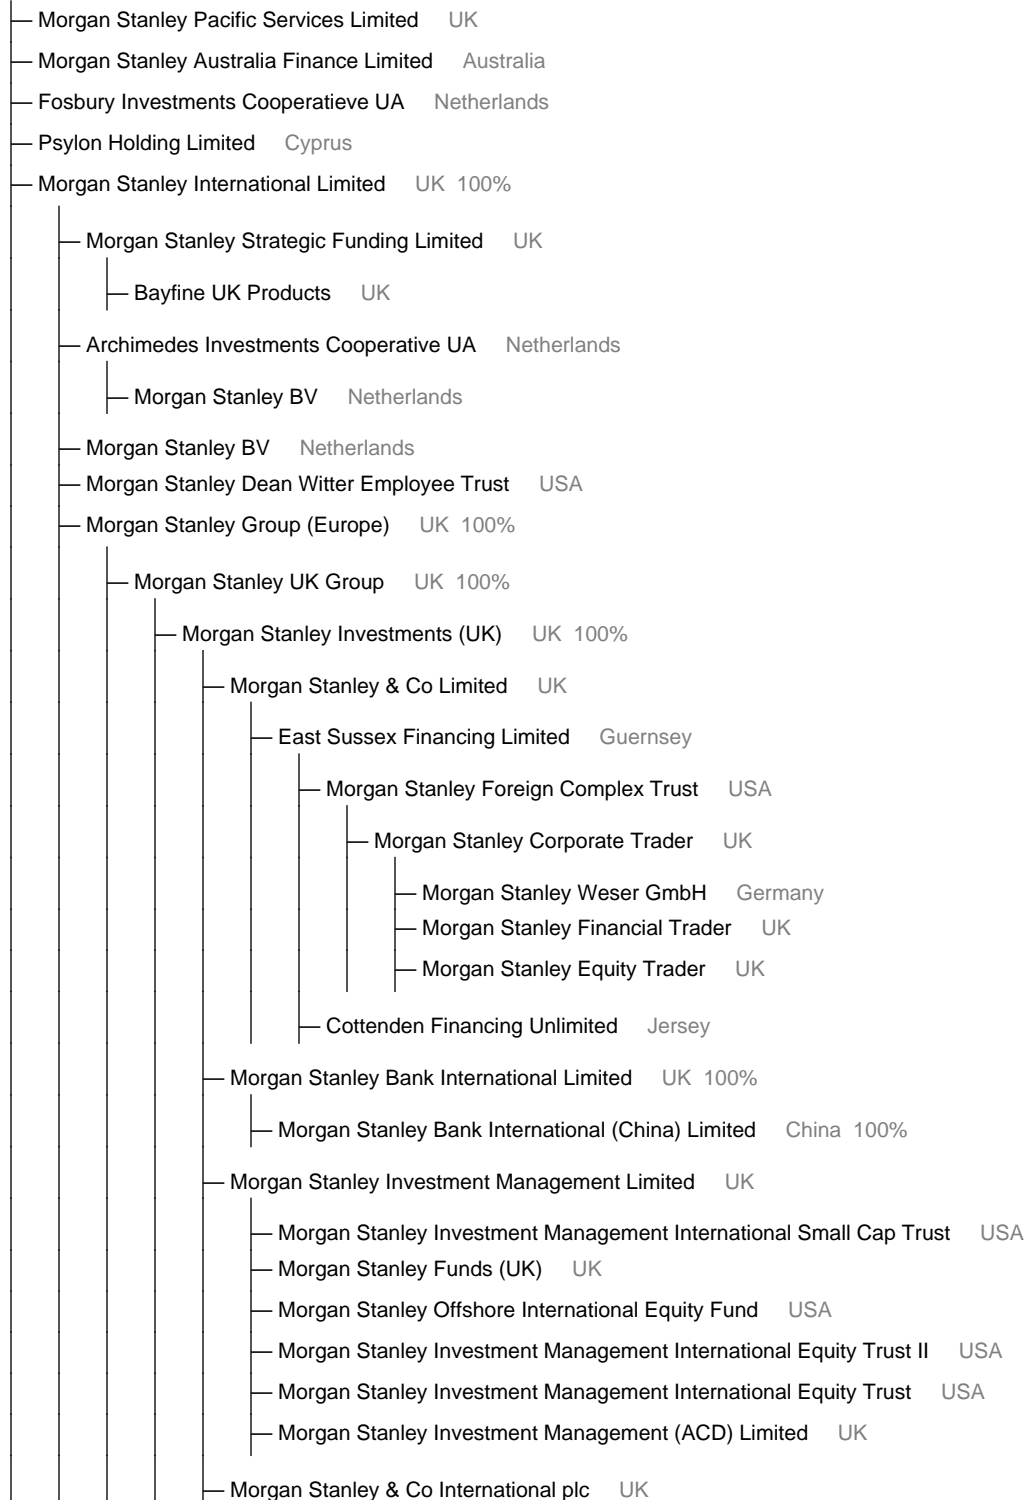 Morgan Stanley Pacific Services Limited UK
Morgan Stanley Australia Finance Limited Australia
Fosbury Investments Cooperatieve UA Netherlands
Psylon Holding Limited Cyprus
Morgan Stanley International Limited UK 100%
Morgan Stanley Strategic Funding Limited UK
Bayfine UK Products UK
Archimedes Investments Cooperative UA Netherlands
Morgan Stanley BV Netherlands
Morgan Stanley BV Netherlands
Morgan Stanley Dean Witter Employee Trust USA
Morgan Stanley Group (Europe) UK 100%
Morgan Stanley UK Group UK 100%
Morgan Stanley Investments (UK) UK 100%
Morgan Stanley & Co Limited UK
East Sussex Financing Limited Guernsey
Morgan Stanley Foreign Complex Trust USA
Morgan Stanley Corporate Trader UK
Morgan Stanley Weser GmbH Germany
Morgan Stanley Financial Trader UK
Morgan Stanley Equity Trader UK
Cottenden Financing Unlimited Jersey
Morgan Stanley Bank International Limited UK 100%
Morgan Stanley Bank International (China) Limited China 100%
Morgan Stanley Investment Management Limited UK
Morgan Stanley Investment Management International Small Cap Trust USA
Morgan Stanley Funds (UK) UK
Morgan Stanley Offshore International Equity Fund USA
Morgan Stanley Investment Management International Equity Trust II USA
Morgan Stanley Investment Management International Equity Trust USA
Morgan Stanley Investment Management (ACD) Limited UK
Morgan Stanley & Co International plc UK